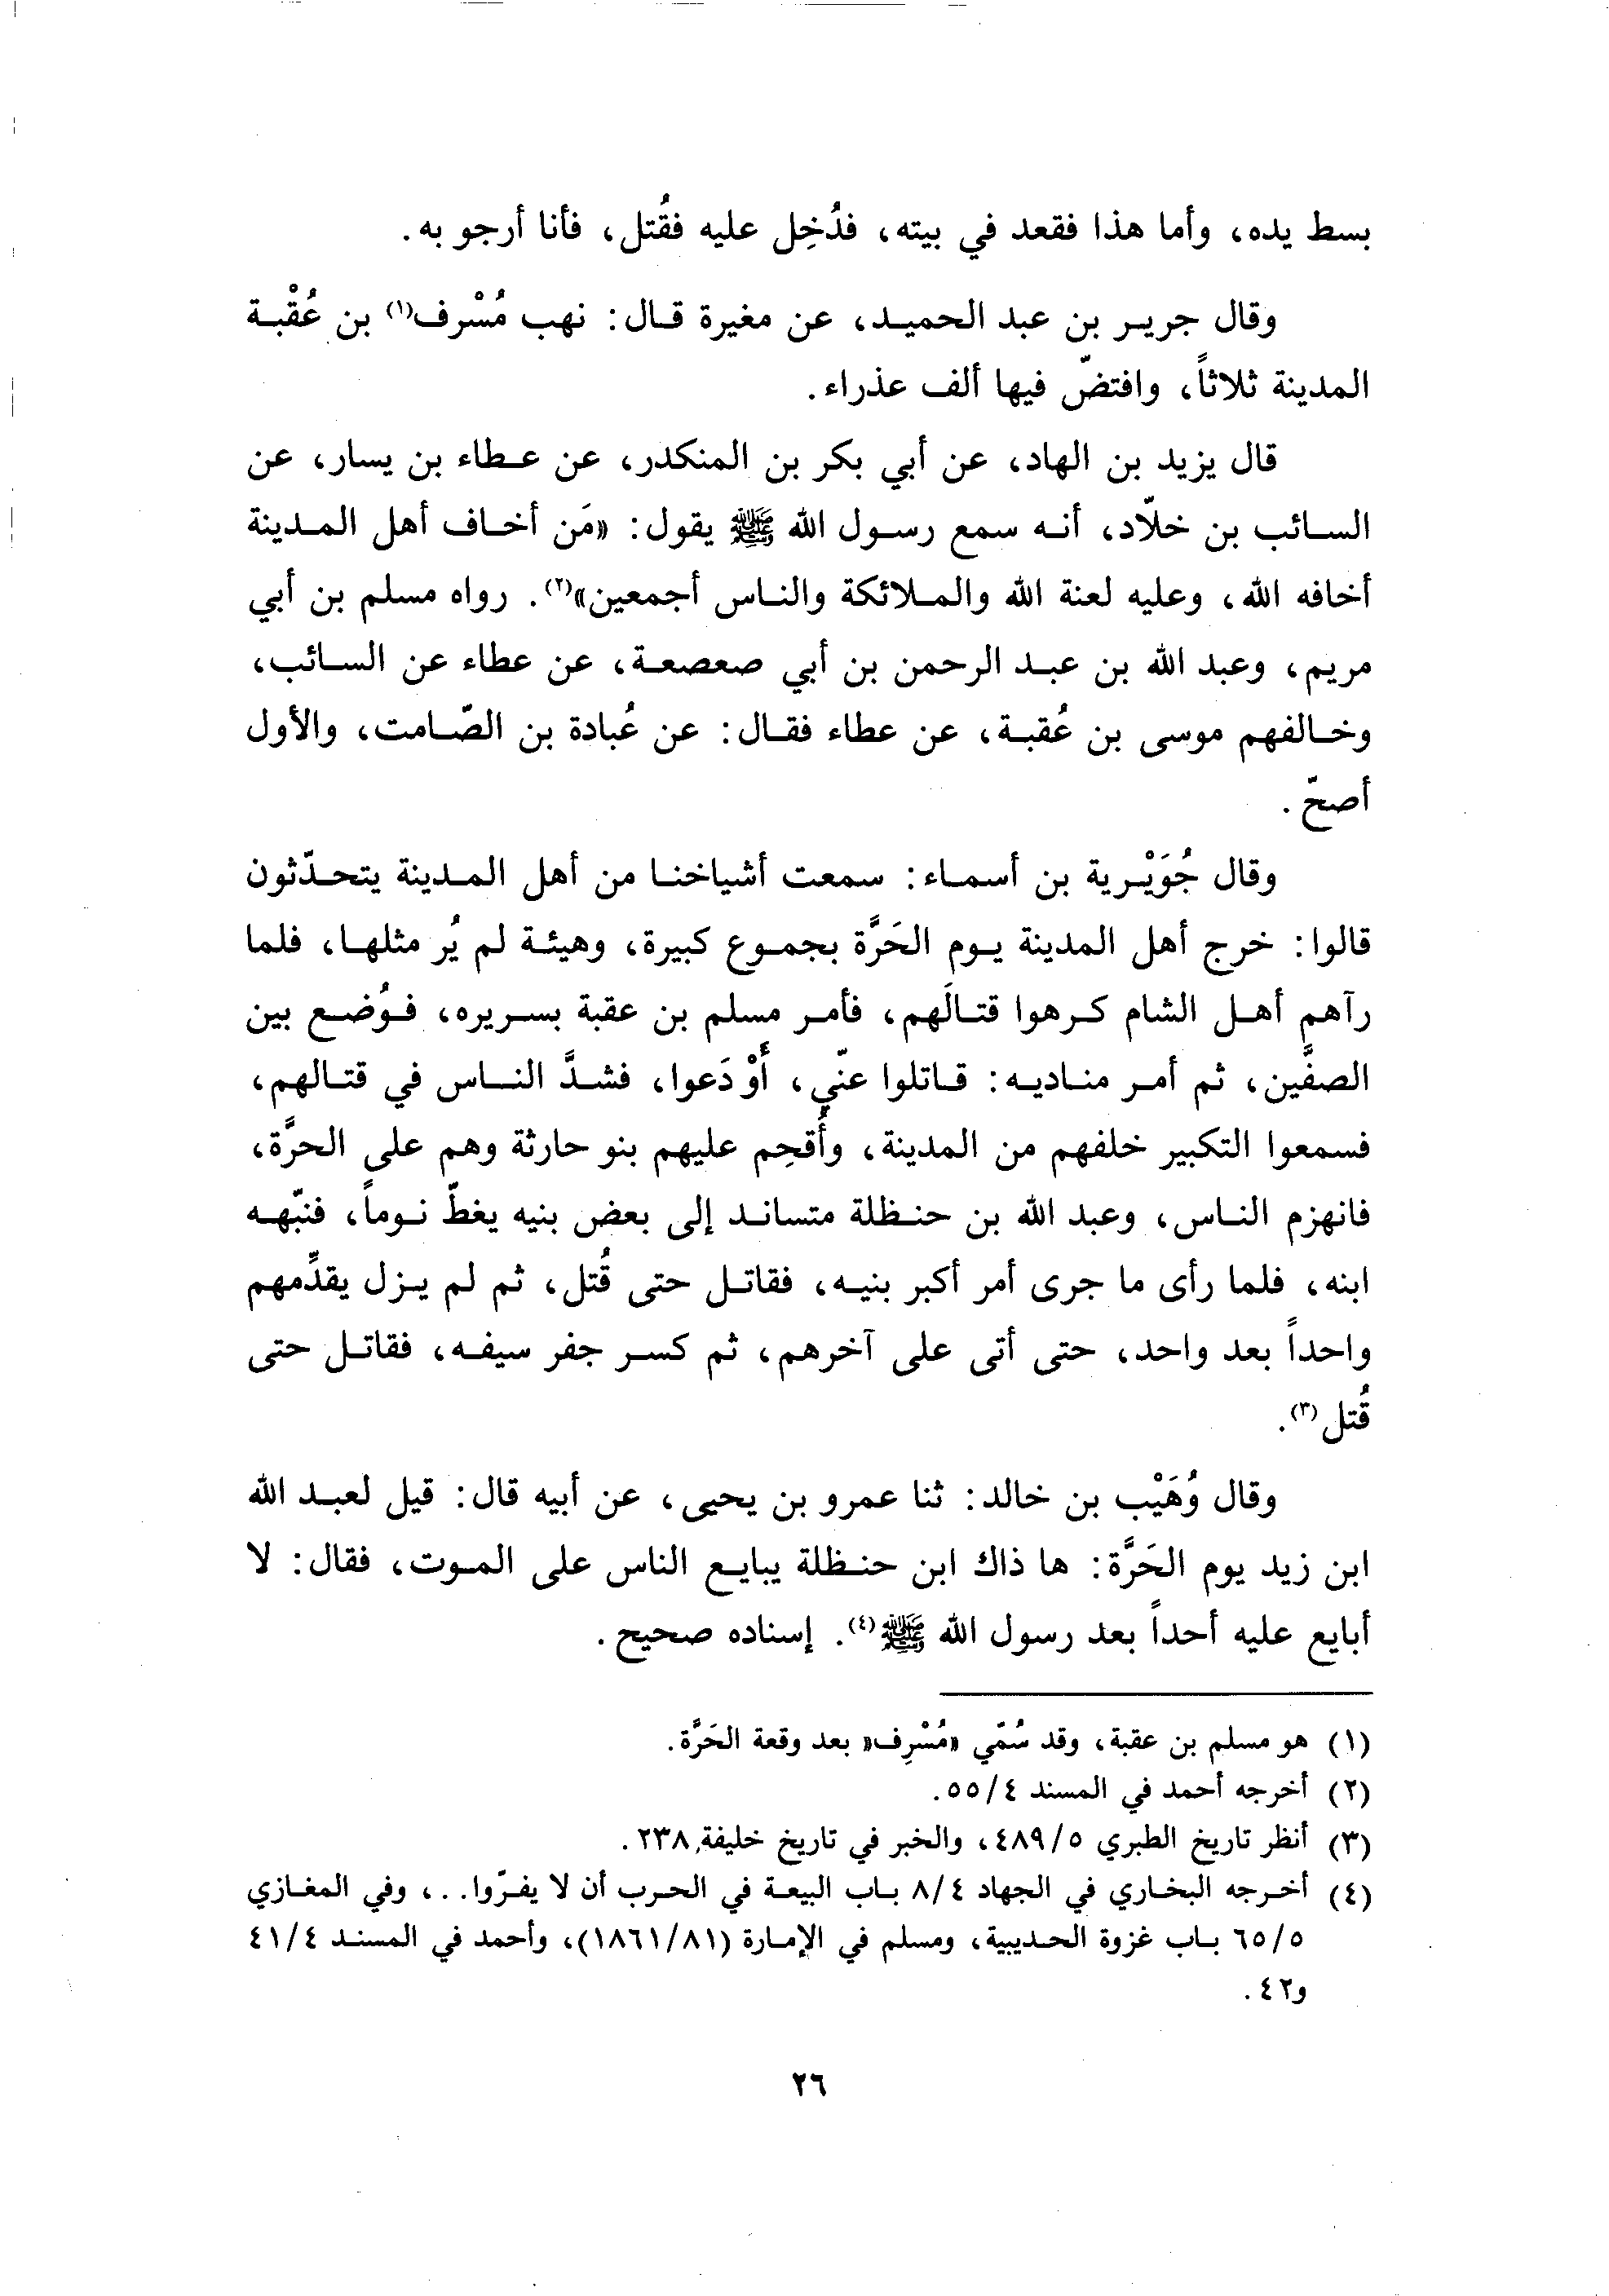 بسط يده، وأما هذا فقعد في بيته، فدُخِل عليه فقُتل، فأنا أرجو به.
وقال جرير بن عبد الحميد، عن مغيرة قال: نهب مُسْرف(١) بن عُقْبة
المدينة ثلاثاً، وافتضّ فيها ألف عذراء.
قال يزيد بن الهاد، عن أبي بكر بن المنكدر، عن عطاء بن يسار، عن
السائب بن خلّاد، أنه سمع رسول الله ﷺ يقول: «مَن أخاف أهل المدينة
أخافه الله، وعليه لعنة الله والملائكة والناس أجمعين»(٢). رواه مسلم بن أبي
مريم، وعبد الله بن عبد الرحمن بن أبي صعصعة، عن عطاء عن السائب،
وخالفهم موسى بن عُقبة، عن عطاء فقال: عن عُبادة بن الصّامت، والأول
أصحّ.
وقال جُوَيْرية بن أسماء: سمعت أشياخنا من أهل المدينة يتحدّثون
قالوا: خرج أهل المدينة يوم الحَرَّة بجموع كبيرة، وهيئة لم يُر مثلها، فلما
رآهم أهل الشام كرهوا قتالَهم، فأمر مسلم بن عقبة بسريره، فوُضع بين
الصفَّين، ثم أمر مناديه: قاتلوا عنّي، أَوْ دَعوا، فشدَّ الناس في قتالهم،
فسمعوا التكبير خلفهم من المدينة، وأُقحِم عليهم بنو حارثة وهم على الحرَّة،
فانهزم الناس، وعبد الله بن حنظلة متساند إلى بعض بنيه يغطّ نوماً، فنبّهه
ابنه، فلما رأى ما جرى أمر أكبر بنيه، فقاتل حتى قُتل، ثم لم يزل يقدِّمهم
واحداً بعد واحد، حتى أتى على آخرهم، ثم كسر جفر سيفه، فقاتل حتى
قُتل(٣).
وقال وُهَيْب بن خالد: ثنا عمرو بن يحيى، عن أبيه قال: قيل لعبد الله
ابن زيد يوم الحَرَّة: ها ذاك ابن حنظلة يبايع الناس على الموت، فقال: لا
أبايع عليه أحداً بعد رسول الله ﷺ(٤). إسناده صحيح.
(١) هو مسلم بن عقبة، وقد سُمّي «مُسْرِف« بعد وقعة الحَرَّة.
(٢) أخرجه أحمد في المسند ٤/٥٥.
(٣) أنظر تاريخ الطبري ٥/٤٨٩، والخبر في تاريخ خليفة ٢٣٨.
(٤) أخرجه البخاري في الجهاد ٤/٨ باب البيعة في الحرب أن لا يفرّوا..، وفي المغازي
٥/٦٥ باب غزوة الحديبية، ومسلم في الإمارة (١٨٦١/٨١)، وأحمد في المسند ٤/٤١
و٤٢.
٢٦